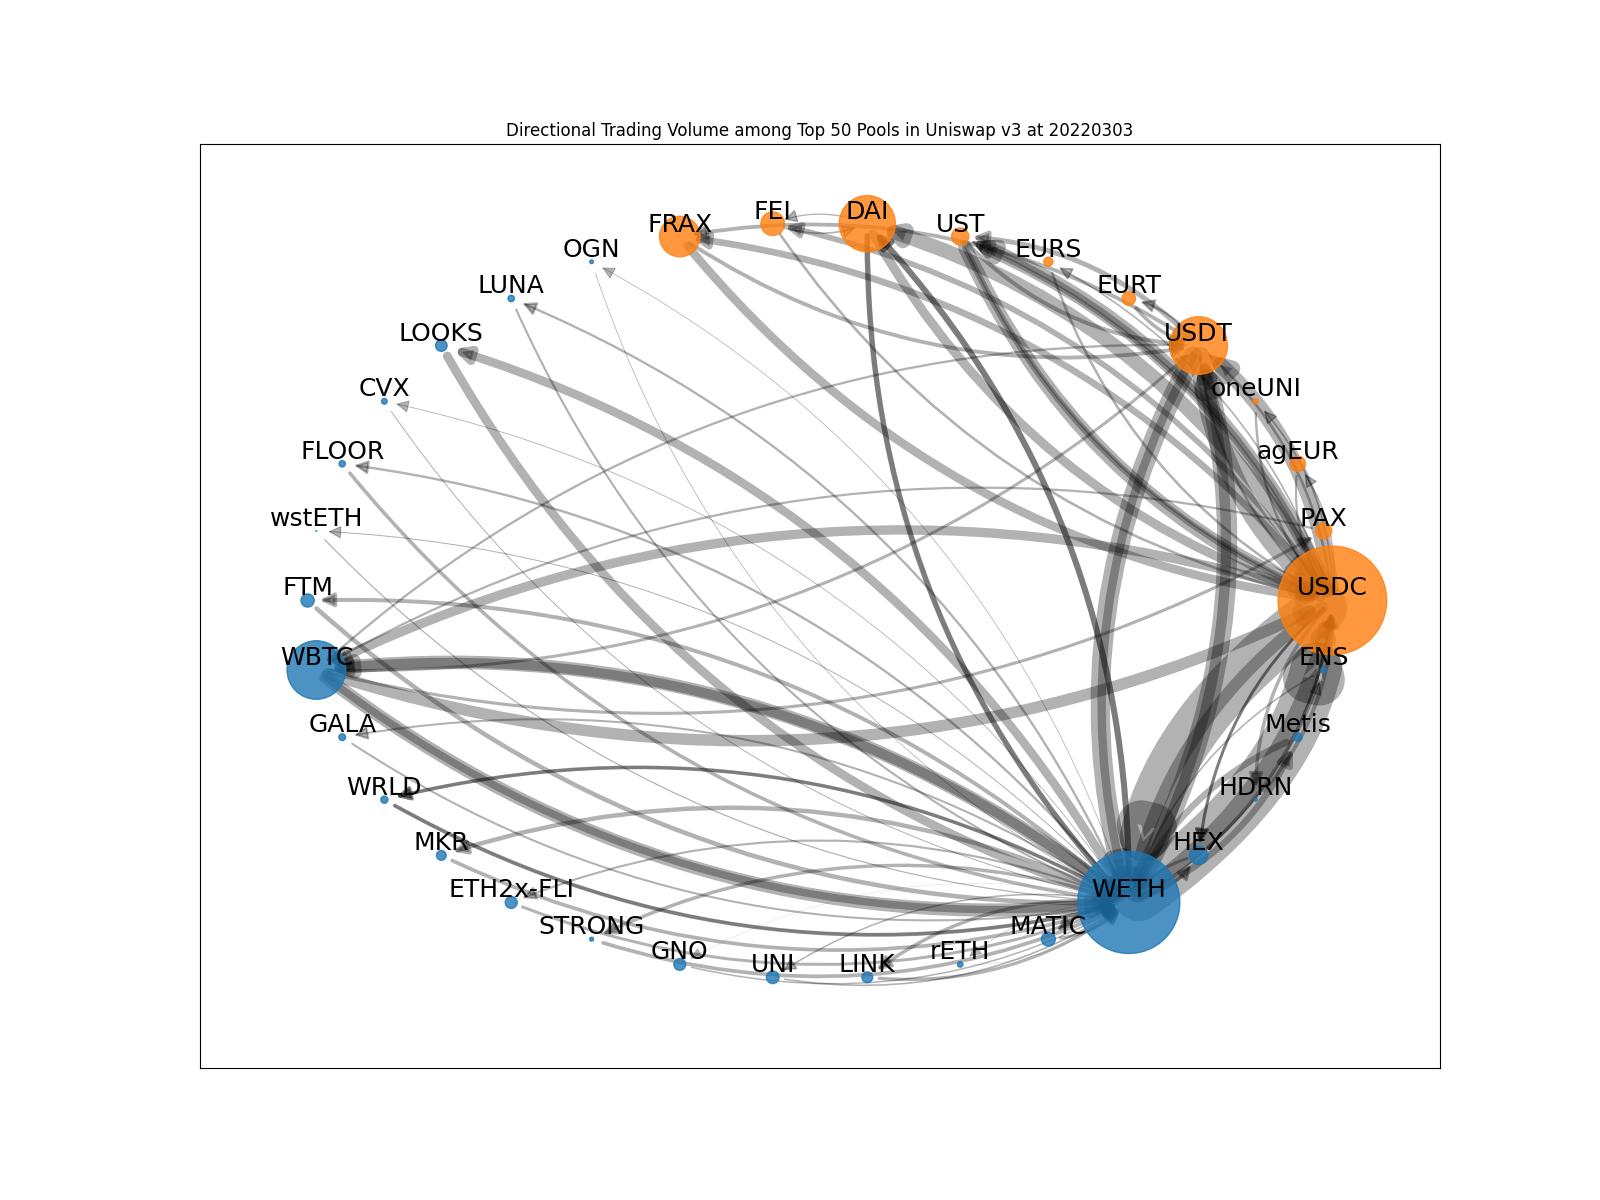 Directional Trading Volume among Top 50 Pools in Uniswap v3 at 20220303
FRAX
FEI
DAI
UST
OGN
EURS
LUNA
EURT
LOOKS
USDT
CVX
oneUNI
FLOOR
agEUR
wstETH
PAX
FTM
USDC
WBTC
ENS
GALA
Metis
WRLD
HDRN
MKR
HEX
ETH2x-FLI
WETH
STRONG
MATIC
GNO
rETH
UNI
LINK